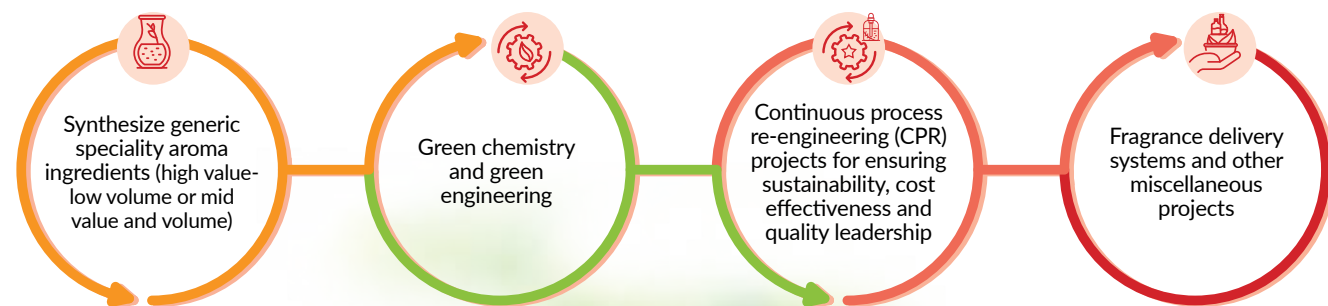 Synthesize generic
speciality aroma
ingredients (high value-
low volume or mid
value and volume)
Green chemistry
and green
engineering
Continuous process
re-engineering (CPR)
projects for ensuring
sustainability, cost
effectiveness and
quality leadership
Fragrance delivery
systems and other
miscellaneous
projects